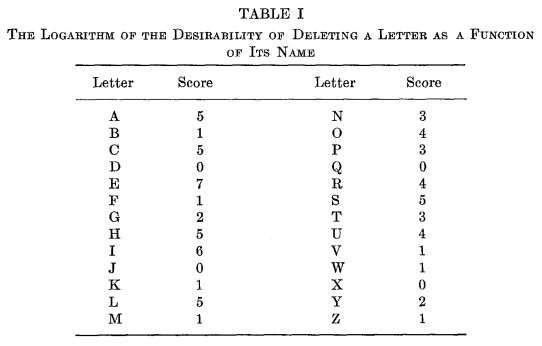 TABLE I
THE LOGARITHM OF THE DESIRABILITY OF DELETING A LETTER AS A FUNCTION
OF ITS NAME
Letter Score Letter Score
A 5 N 3
B 1 O 4
C 5 P 3
D 0 Q 0
E 7 R 4
F 1 S 5
G 2 T 3
H 5 U 4
I 6 V 1
J 0 W 1
K 1 X 0
L 5 Y 2
M 1 Z 1